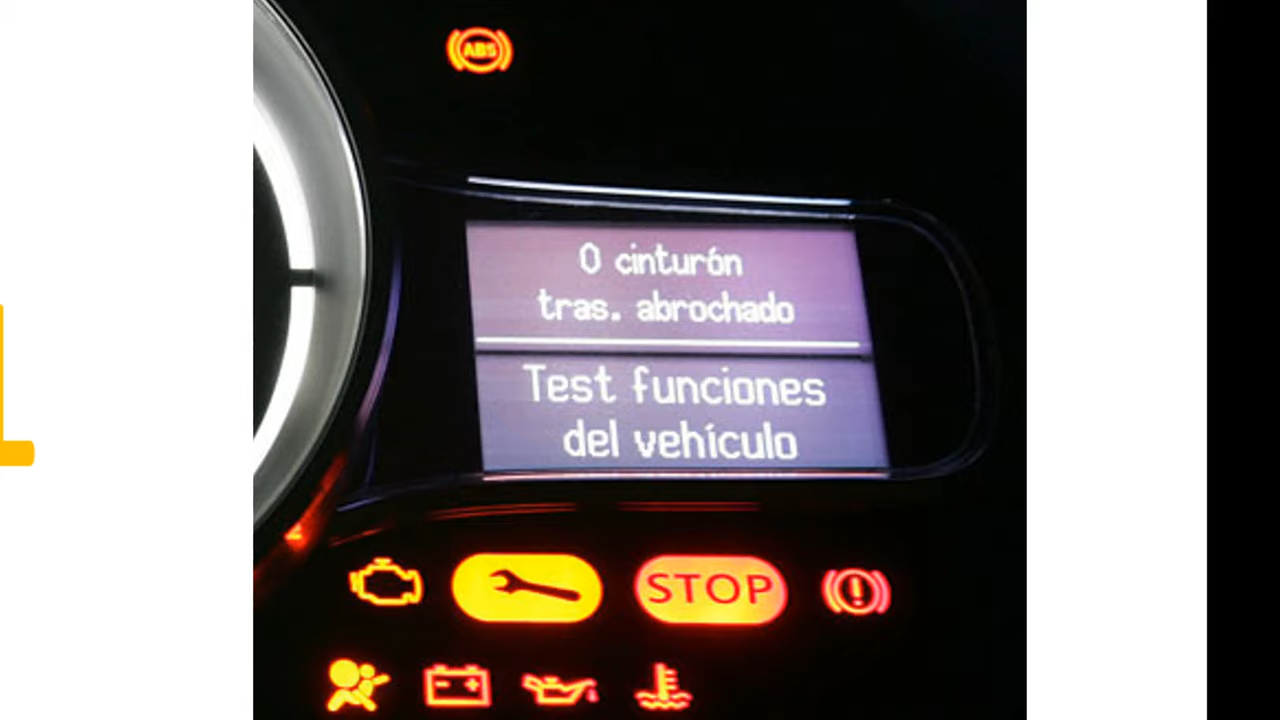 ABS
0 cinturón
tras. abrochado
Test funciones
del vehículo
STOP